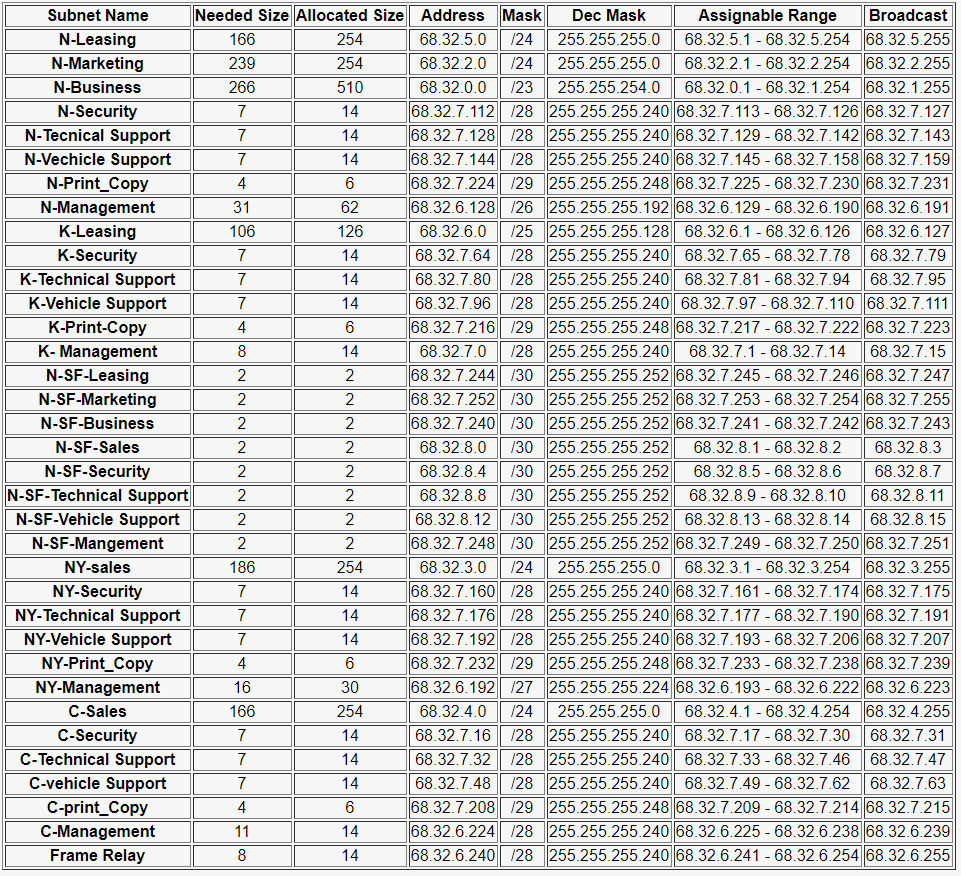 Subnet Name Needed Size Allocated Size Address Mask Dec Mask Assignable Range Broadcast
N-Leasing 166 254 68.32.5.0 /24 255.255.255.0 68.32.5.1 - 68.32.5.254 68.32.5.255
N-Marketing 239 254 68.32.2.0 /24 255.255.255.0 68.32.2.1 - 68.32.2.254 68.32.2.255
N-Business 266 510 68.32.0.0 /23 255.255.254.0 68.32.0.1 - 68.32.1.254 68.32.1.255
N-Security 7 14 68.32.7.112 /28 255.255.255.240 68.32.7.113 - 68.32.7.126 68.32.7.127
N-Tecnical Support 7 14 68.32.7.128 /28 255.255.255.240 68.32.7.129 - 68.32.7.142 68.32.7.143
N-Vechicle Support 7 14 68.32.7.144 /28 255.255.255.240 68.32.7.145 - 68.32.7.158 68.32.7.159
N-Print_Copy 4 6 68.32.7.224 /29 255.255.255.248 68.32.7.225 - 68.32.7.230 68.32.7.231
N-Management 31 62 68.32.6.128 /26 255.255.255.192 68.32.6.129 - 68.32.6.190 68.32.6.191
K-Leasing 106 126 68.32.6.0 /25 255.255.255.128 68.32.6.1 - 68.32.6.126 68.32.6.127
K-Security 7 14 68.32.7.64 /28 255.255.255.240 68.32.7.65 - 68.32.7.78 68.32.7.79
K-Technical Support 7 14 68.32.7.80 /28 255.255.255.240 68.32.7.81 - 68.32.7.94 68.32.7.95
K-Vehicle Support 7 14 68.32.7.96 /28 255.255.255.240 68.32.7.97 - 68.32.7.110 68.32.7.111
K-Print-Copy 4 6 68.32.7.216 /29 255.255.255.248 68.32.7.217 - 68.32.7.222 68.32.7.223
K- Management 8 14 68.32.7.0 /28 255.255.255.240 68.32.7.1 - 68.32.7.14 68.32.7.15
N-SF-Leasing 2 2 68.32.7.244 /30 255.255.255.252 68.32.7.245 - 68.32.7.246 68.32.7.247
N-SF-Marketing 2 2 68.32.7.252 /30 255.255.255.252 68.32.7.253 - 68.32.7.254 68.32.7.255
N-SF-Business 2 2 68.32.7.240 /30 255.255.255.252 68.32.7.241 - 68.32.7.242 68.32.7.243
N-SF-Sales 2 2 68.32.8.0 /30 255.255.255.252 68.32.8.1 - 68.32.8.2 68.32.8.3
N-SF-Security 2 2 68.32.8.4 /30 255.255.255.252 68.32.8.5 - 68.32.8.6 68.32.8.7
N-SF-Technical Support 2 2 68.32.8.8 /30 255.255.255.252 68.32.8.9 - 68.32.8.10 68.32.8.11
N-SF-Vehicle Support 2 2 68.32.8.12 /30 255.255.255.252 68.32.8.13 - 68.32.8.14 68.32.8.15
N-SF-Mangement 2 2 68.32.7.248 /30 255.255.255.252 68.32.7.249 - 68.32.7.250 68.32.7.251
NY-sales 186 254 68.32.3.0 /24 255.255.255.0 68.32.3.1 - 68.32.3.254 68.32.3.255
NY-Security 7 14 68.32.7.160 /28 255.255.255.240 68.32.7.161 - 68.32.7.174 68.32.7.175
NY-Technical Support 7 14 68.32.7.176 /28 255.255.255.240 68.32.7.177 - 68.32.7.190 68.32.7.191
NY-Vehicle Support 7 14 68.32.7.192 /28 255.255.255.240 68.32.7.193 - 68.32.7.206 68.32.7.207
NY-Print_Copy 4 6 68.32.7.232 /29 255.255.255.248 68.32.7.233 - 68.32.7.238 68.32.7.239
NY-Management 16 30 68.32.6.192 /27 255.255.255.224 68.32.6.193 - 68.32.6.222 68.32.6.223
C-Sales 166 254 68.32.4.0 /24 255.255.255.0 68.32.4.1 - 68.32.4.254 68.32.4.255
C-Security 7 14 68.32.7.16 /28 255.255.255.240 68.32.7.17 - 68.32.7.30 68.32.7.31
C-Technical Support 7 14 68.32.7.32 /28 255.255.255.240 68.32.7.33 - 68.32.7.46 68.32.7.47
C-vehicle Support 7 14 68.32.7.48 /28 255.255.255.240 68.32.7.49 - 68.32.7.62 68.32.7.63
C-print_Copy 4 6 68.32.7.208 /29 255.255.255.248 68.32.7.209 - 68.32.7.214 68.32.7.215
C-Management 11 14 68.32.6.224 /28 255.255.255.240 68.32.6.225 - 68.32.6.238 68.32.6.239
Frame Relay 8 14 68.32.6.240 /28 255.255.255.240 68.32.6.241 - 68.32.6.254 68.32.6.255